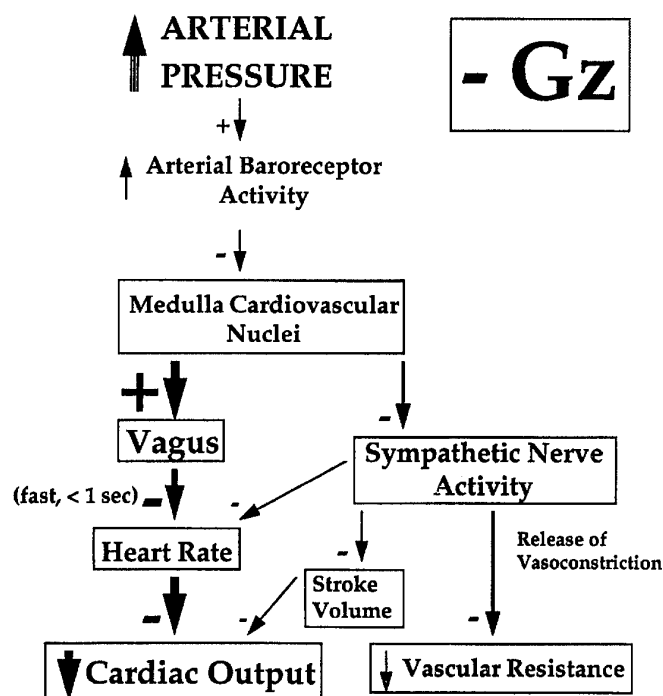 ARTERIAL
PRESSURE
- Gz
+
Arterial Baroreceptor
Activity
-
Medulla Cardiovascular
Nuclei
+
-
Vagus
Sympathetic Nerve
Activity
(fast, < 1 sec) -
-
Heart Rate
-
Release of
Vasoconstriction
Stroke
Volume
-
-
-
Cardiac Output
Vascular Resistance